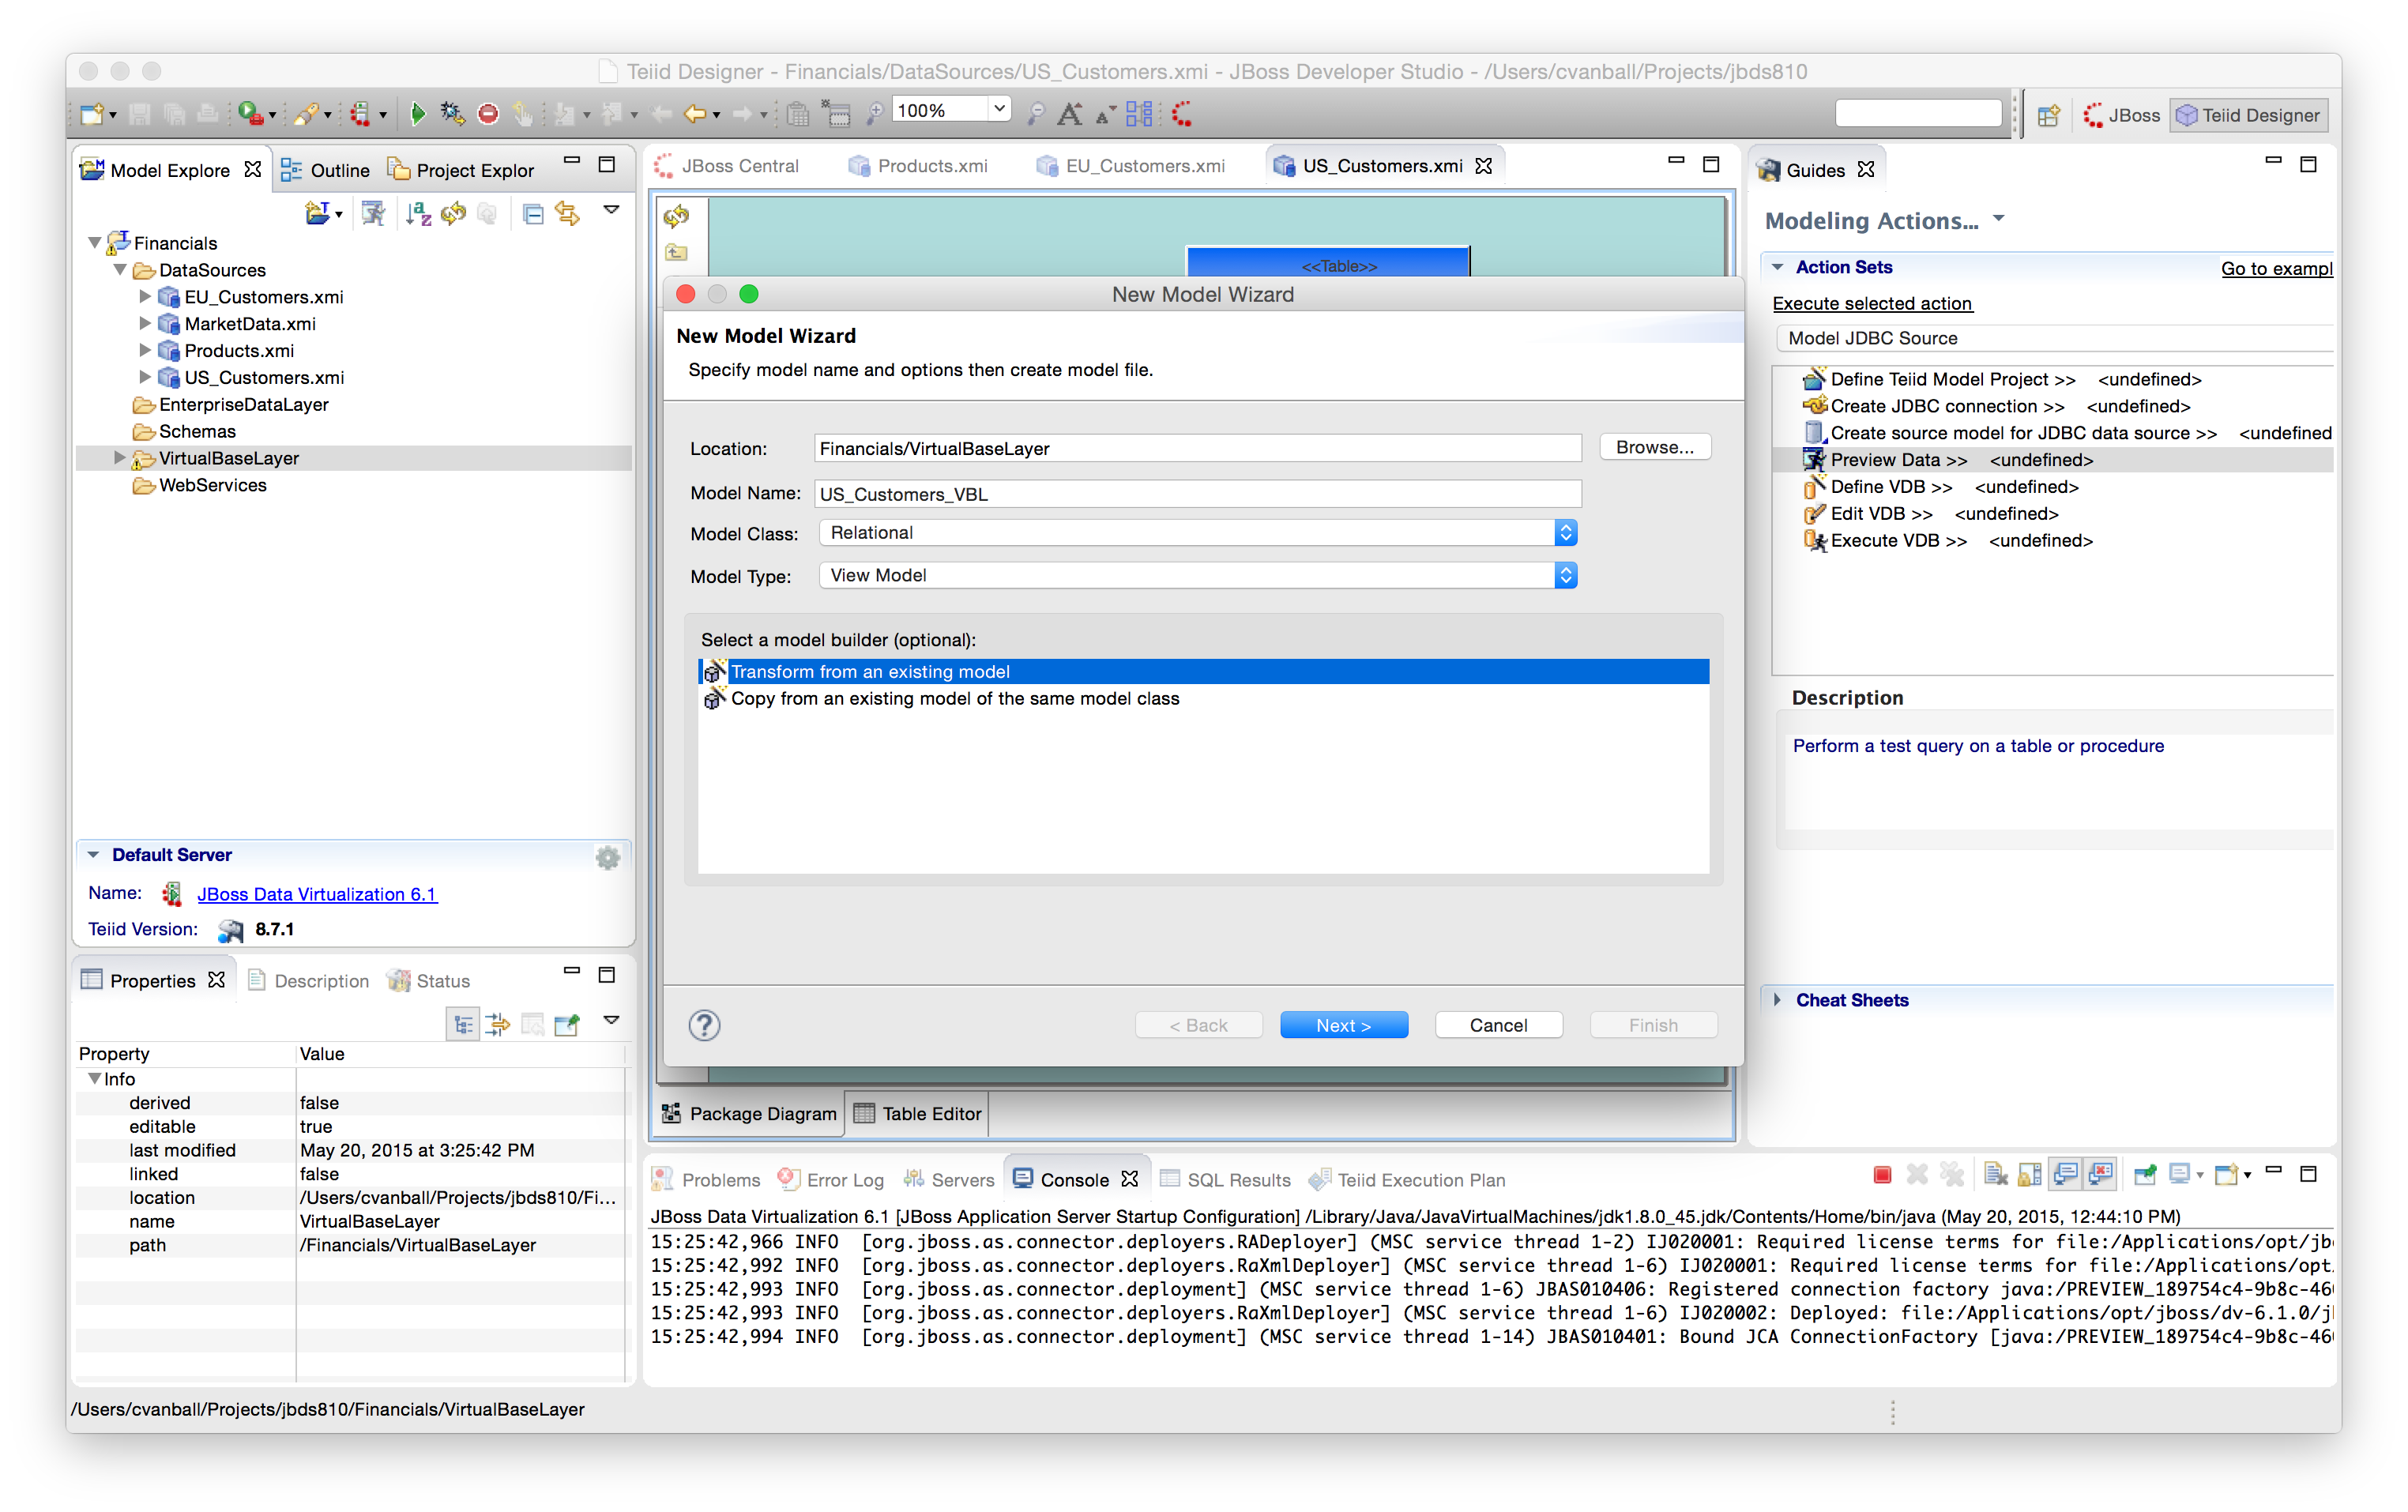 Teiid Designer - Financials/DataSources/US_Customers.xmi - JBoss Developer Studio - /Users/cvanball/Projects/jbds810
100%
JBoss
Teiid Designer
Model Explore
Outline
Project Explor
Financials
DataSources
EU_Customers.xmi
MarketData.xmi
Products.xmi
US_Customers.xmi
EnterpriseDataLayer
Schemas
VirtualBaseLayer
WebServices
Default Server
Name: JBoss Data Virtualization 6.1
Teiid Version: 8.7.1
Properties
Description
Status
Property Value
Info
derived false
editable true
last modified May 20, 2015 at 3:25:42 PM
linked false
location /Users/cvanball/Projects/jbds810/Fi...
name VirtualBaseLayer
path /Financials/VirtualBaseLayer
JBoss Central
Products.xmi
EU_Customers.xmi
US_Customers.xmi
<<Table>>
New Model Wizard
New Model Wizard
Specify model name and options then create model file.
Location: Financials/VirtualBaseLayer Browse...
Model Name: US_Customers_VBL
Model Class: Relational
Model Type: View Model
Select a model builder (optional):
Transform from an existing model
Copy from an existing model of the same model class
? < Back Next > Cancel Finish
Package Diagram
Table Editor
Guides
Modeling Actions...
Action Sets Go to exampl
Execute selected action
Model JDBC Source
Define Teiid Model Project >> <undefined>
Create JDBC connection >> <undefined>
Create source model for JDBC data source >> <undefined
Preview Data >> <undefined>
Define VDB >> <undefined>
Edit VDB >> <undefined>
Execute VDB >> <undefined>
Description
Perform a test query on a table or procedure
Cheat Sheets
Problems
Error Log
Servers
Console
SQL Results
Teiid Execution Plan
JBoss Data Virtualization 6.1 [JBoss Application Server Startup Configuration] /Library/Java/JavaVirtualMachines/jdk1.8.0_45.jdk/Contents/Home/bin/java (May 20, 2015, 12:44:10 PM)
15:25:42,966 INFO [org.jboss.as.connector.deployers.RADeployer] (MSC service thread 1-2) IJ020001: Required license terms for file:/Applications/opt/jb
15:25:42,992 INFO [org.jboss.as.connector.deployers.RaXmlDeployer] (MSC service thread 1-6) IJ020001: Required license terms for file:/Applications/opt
15:25:42,993 INFO [org.jboss.as.connector.deployment] (MSC service thread 1-6) JBAS010406: Registered connection factory java:/PREVIEW_189754c4-9b8c-46
15:25:42,993 INFO [org.jboss.as.connector.deployers.RaXmlDeployer] (MSC service thread 1-6) IJ020002: Deployed: file:/Applications/opt/jboss/dv-6.1.0/j
15:25:42,994 INFO [org.jboss.as.connector.deployment] (MSC service thread 1-14) JBAS010401: Bound JCA ConnectionFactory [java:/PREVIEW_189754c4-9b8c-46
/Users/cvanball/Projects/jbds810/Financials/VirtualBaseLayer